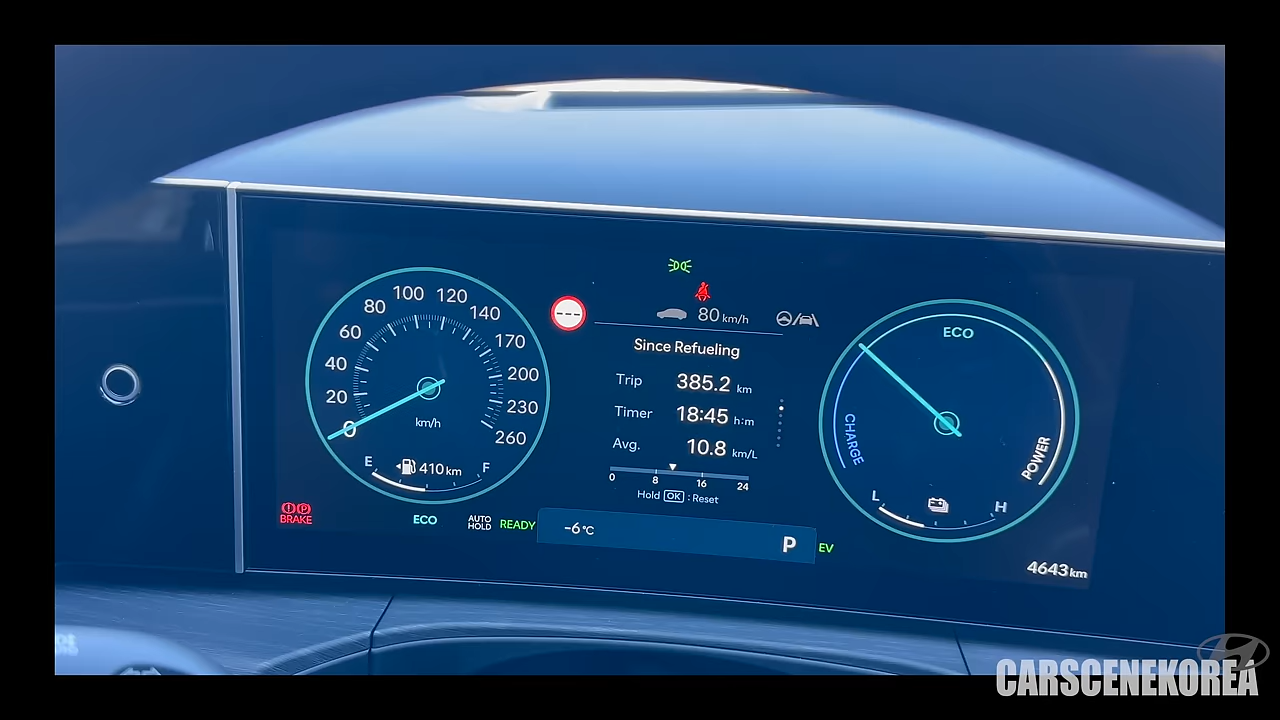 80 km/h
Since Refueling
Trip 385.2 km
Timer 18:45 h:m
Avg. 10.8 km/L
0 8 16 24
Hold OK : Reset
0 20 40 60 80 100 120 140 170 200 230 260
km/h
E 410 km F
ECO
CHARGE
POWER
L H
BRAKE
ECO
AUTO HOLD
READY
-6°C
P
EV
4643 km
CARSCENEKOREA